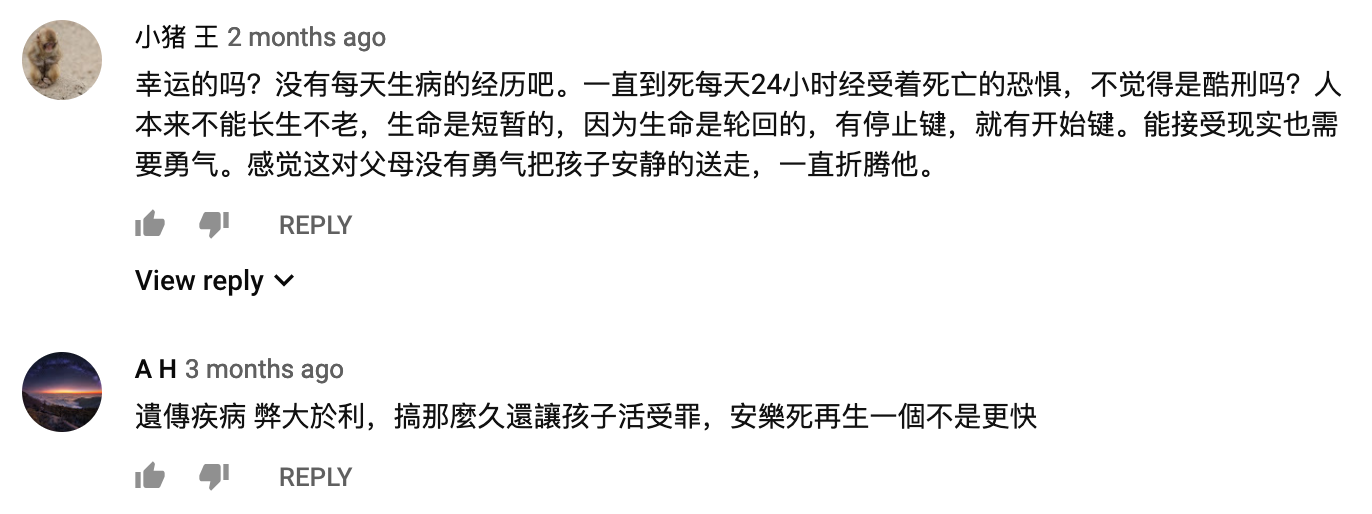 小猪 王 2 months ago
幸运的吗？没有每天生病的经历吧。一直到死每天24小时经受着死亡的恐惧，不觉得是酷刑吗？人
本来不能长生不老，生命是短暂的，因为生命是轮回的，有停止键，就有开始键。能接受现实也需
要勇气。感觉这对父母没有勇气把孩子安静的送走，一直折腾他。
REPLY
View reply
A H 3 months ago
遺傳疾病 弊大於利，搞那麼久還讓孩子活受罪，安樂死再生一個不是更快
REPLY